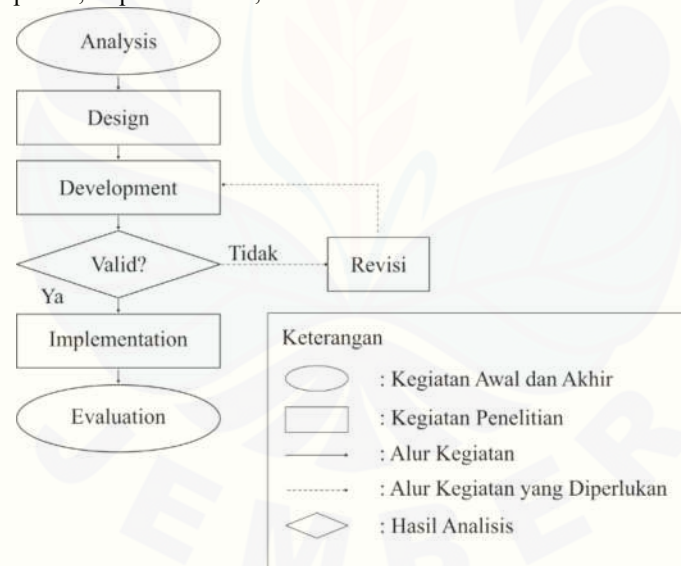 Analysis
Design
Development
Valid?
Tidak
Revisi
Ya
Implementation
Evaluation
Keterangan
: Kegiatan Awal dan Akhir
: Kegiatan Penelitian
: Alur Kegiatan
: Alur Kegiatan yang Diperlukan
: Hasil Analisis
JEMBER